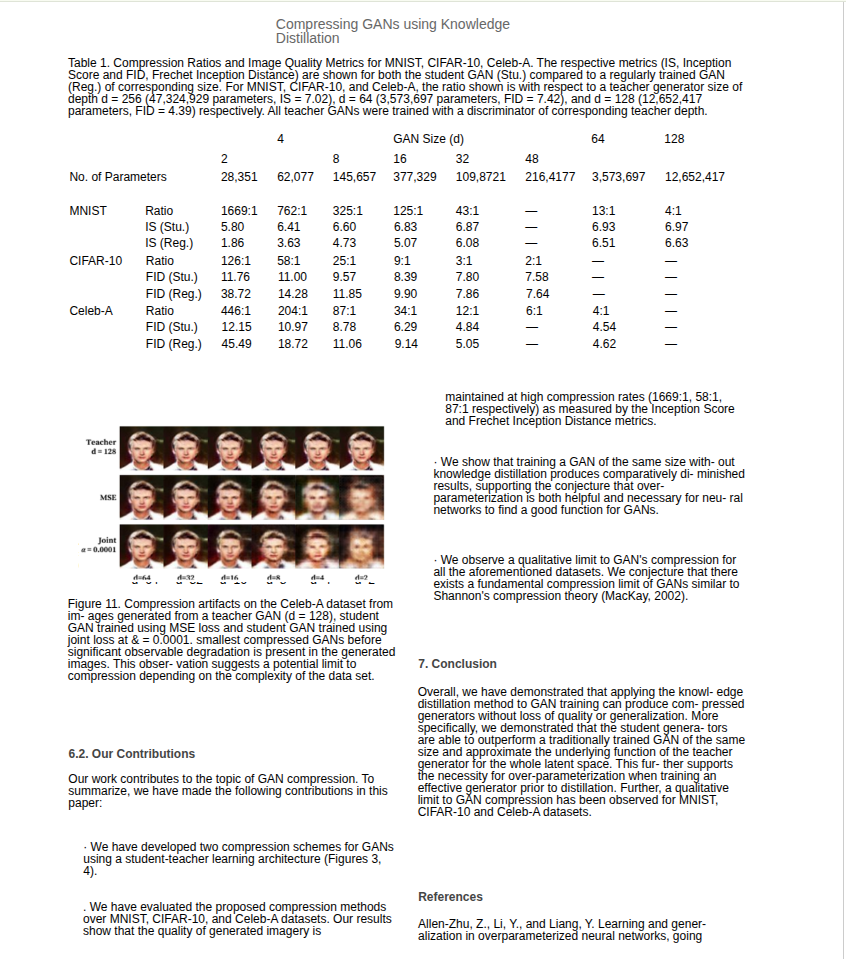 Compressing GANs using Knowledge
Distillation
Table 1. Compression Ratios and Image Quality Metrics for MNIST, CIFAR-10, Celeb-A. The respective metrics (IS, Inception
Score and FID, Frechet Inception Distance) are shown for both the student GAN (Stu.) compared to a regularly trained GAN
(Reg.) of corresponding size. For MNIST, CIFAR-10, and Celeb-A, the ratio shown is with respect to a teacher generator size of
depth d = 256 (47,324,929 parameters, IS = 7.02), d = 64 (3,573,697 parameters, FID = 7.42), and d = 128 (12,652,417
parameters, FID = 4.39) respectively. All teacher GANs were trained with a discriminator of corresponding teacher depth.
4 GAN Size (d) 64 128
2 8 16 32 48
No. of Parameters 28,351 62,077 145,657 377,329 109,8721 216,4177 3,573,697 12,652,417
MNIST Ratio 1669:1 762:1 325:1 125:1 43:1 — 13:1 4:1
IS (Stu.) 5.80 6.41 6.60 6.83 6.87 — 6.93 6.97
IS (Reg.) 1.86 3.63 4.73 5.07 6.08 — 6.51 6.63
CIFAR-10 Ratio 126:1 58:1 25:1 9:1 3:1 2:1 — —
FID (Stu.) 11.76 11.00 9.57 8.39 7.80 7.58 — —
FID (Reg.) 38.72 14.28 11.85 9.90 7.86 7.64 — —
Celeb-A Ratio 446:1 204:1 87:1 34:1 12:1 6:1 4:1 —
FID (Stu.) 12.15 10.97 8.78 6.29 4.84 — 4.54 —
FID (Reg.) 45.49 18.72 11.06 9.14 5.05 — 4.62 —
Teacher
d = 128
MSE
Joint
α = 0.0001
d=64 d=32 d=16 d=8 d=4 d=2
Figure 11. Compression artifacts on the Celeb-A dataset from
im- ages generated from a teacher GAN (d = 128), student
GAN trained using MSE loss and student GAN trained using
joint loss at & = 0.0001. smallest compressed GANs before
significant observable degradation is present in the generated
images. This obser- vation suggests a potential limit to
compression depending on the complexity of the data set.
6.2. Our Contributions
Our work contributes to the topic of GAN compression. To
summarize, we have made the following contributions in this
paper:
· We have developed two compression schemes for GANs
using a student-teacher learning architecture (Figures 3,
4).
. We have evaluated the proposed compression methods
over MNIST, CIFAR-10, and Celeb-A datasets. Our results
show that the quality of generated imagery is
maintained at high compression rates (1669:1, 58:1,
87:1 respectively) as measured by the Inception Score
and Frechet Inception Distance metrics.
· We show that training a GAN of the same size with- out
knowledge distillation produces comparatively di- minished
results, supporting the conjecture that over-
parameterization is both helpful and necessary for neu- ral
networks to find a good function for GANs.
· We observe a qualitative limit to GAN's compression for
all the aforementioned datasets. We conjecture that there
exists a fundamental compression limit of GANs similar to
Shannon's compression theory (MacKay, 2002).
7. Conclusion
Overall, we have demonstrated that applying the knowl- edge
distillation method to GAN training can produce com- pressed
generators without loss of quality or generalization. More
specifically, we demonstrated that the student genera- tors
are able to outperform a traditionally trained GAN of the same
size and approximate the underlying function of the teacher
generator for the whole latent space. This fur- ther supports
the necessity for over-parameterization when training an
effective generator prior to distillation. Further, a qualitative
limit to GAN compression has been observed for MNIST,
CIFAR-10 and Celeb-A datasets.
References
Allen-Zhu, Z., Li, Y., and Liang, Y. Learning and gener-
alization in overparameterized neural networks, going